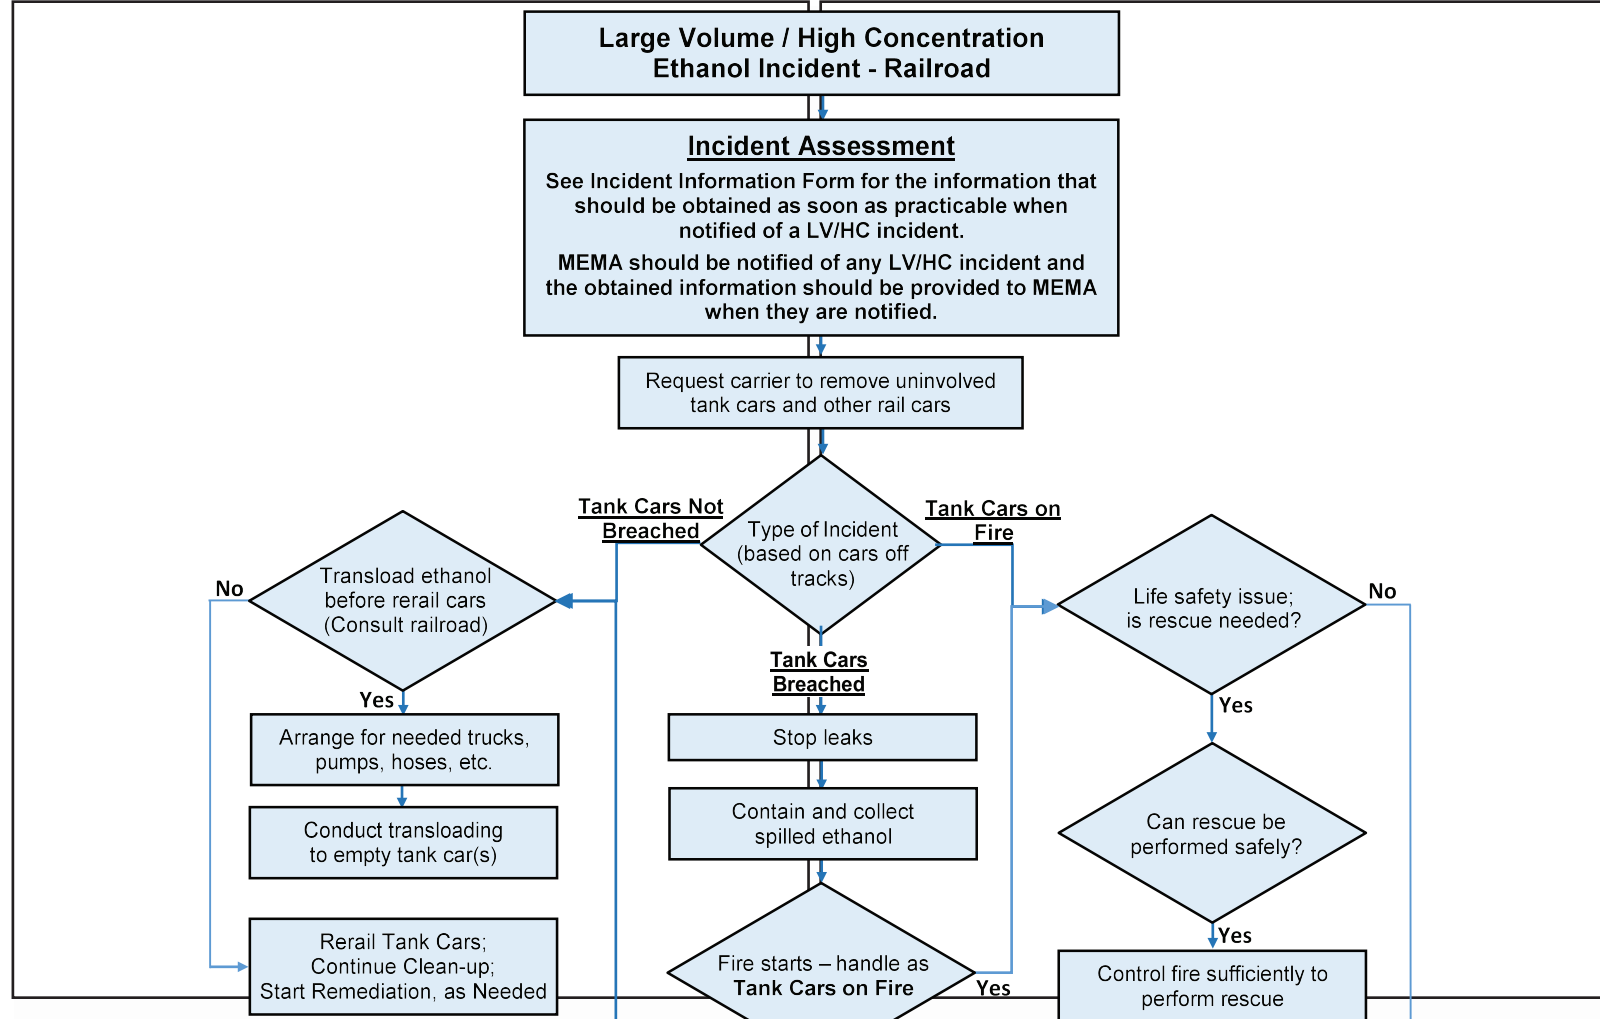 Large Volume / High Concentration
Ethanol Incident - Railroad
Incident Assessment
See Incident Information Form for the information that
should be obtained as soon as practicable when
notified of a LV/HC incident.
MEMA should be notified of any LV/HC incident and
the obtained information should be provided to MEMA
when they are notified.
Request carrier to remove uninvolved
tank cars and other rail cars
Type of Incident
(based on cars off
tracks)
Tank Cars Not
Breached
Tank Cars on
Fire
Tank Cars
Breached
Transload ethanol
before rerail cars
(Consult railroad)
No
Yes
Arrange for needed trucks,
pumps, hoses, etc.
Conduct transloading
to empty tank car(s)
Rerail Tank Cars;
Continue Clean-up;
Start Remediation, as Needed
Stop leaks
Contain and collect
spilled ethanol
Fire starts – handle as
Tank Cars on Fire
Yes
Life safety issue;
is rescue needed?
No
Yes
Can rescue be
performed safely?
Yes
Control fire sufficiently to
perform rescue